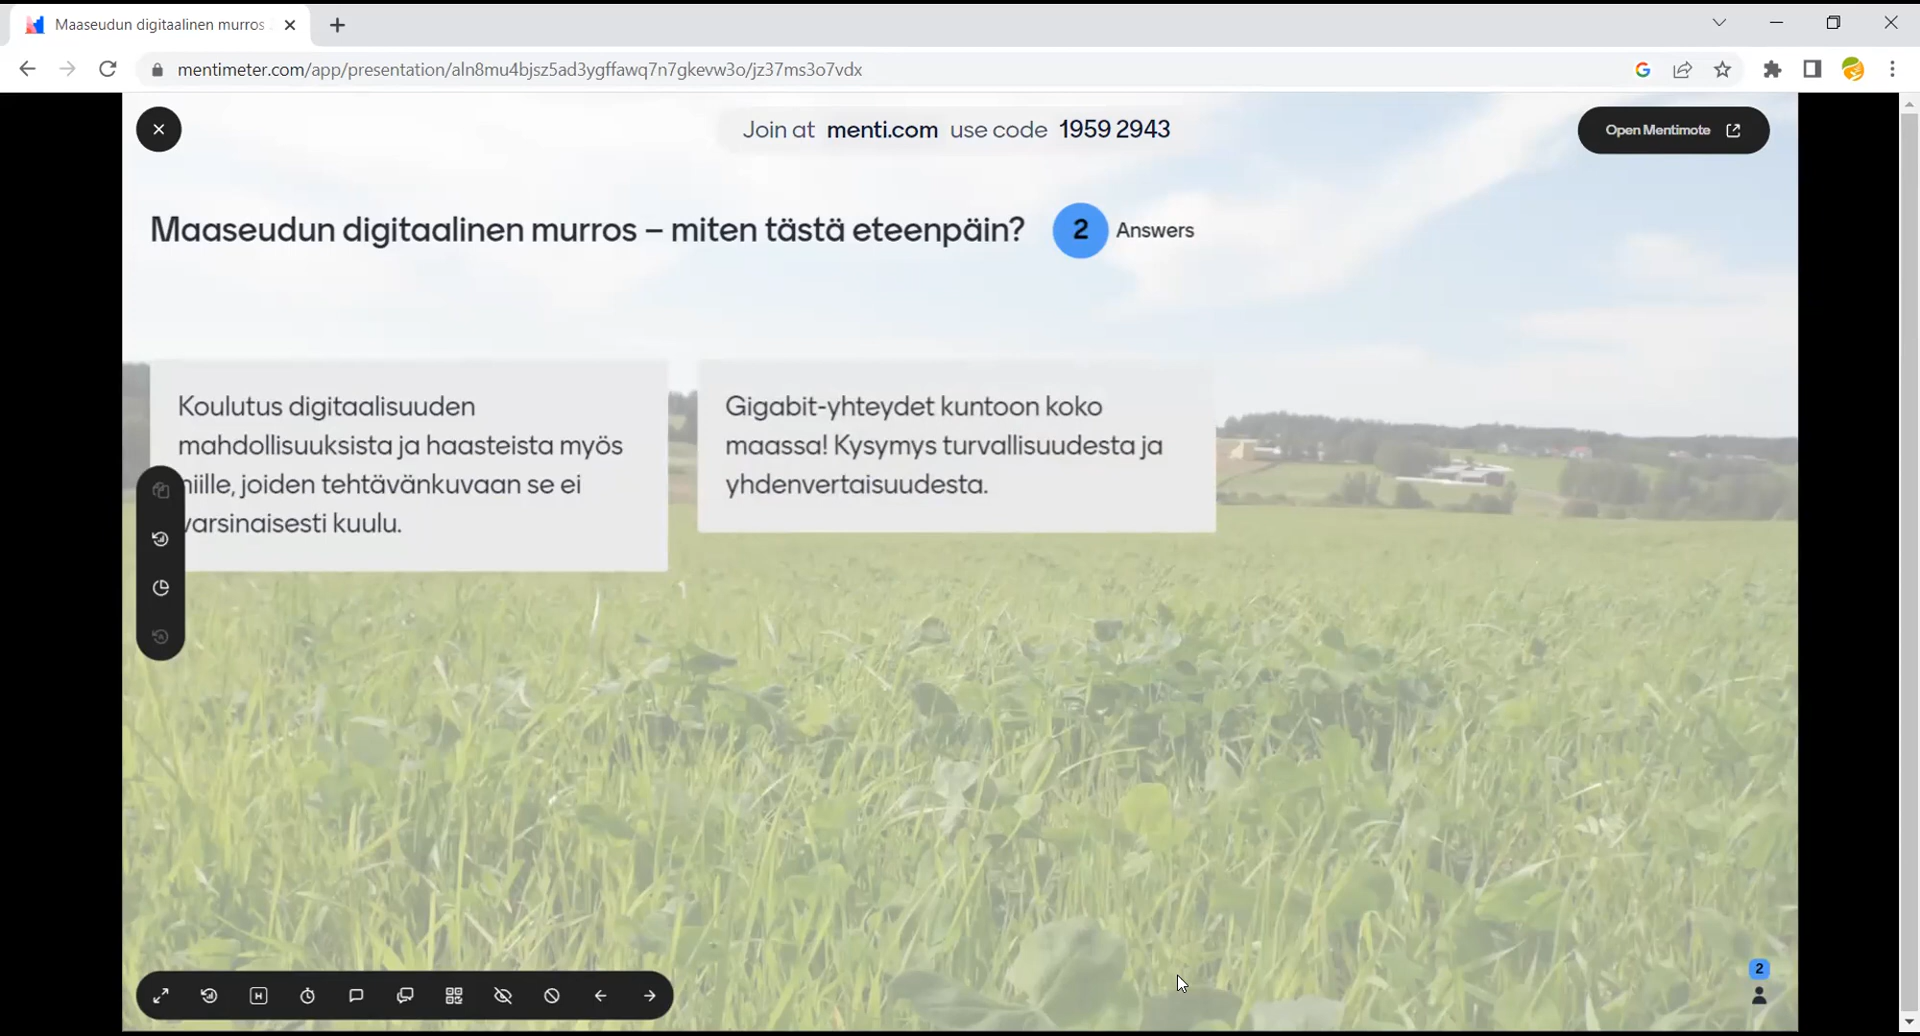 Maaseudun digitaalinen murros
mentimeter.com/app/presentation/aln8mu4bjsz5ad3ygffawq7n7gkevw3o/jz37ms3o7vdx
Join at menti.com use code 1959 2943
Open Mentimote
Maaseudun digitaalinen murros – miten tästä eteenpäin?
2 Answers
Koulutus digitaalisuuden
mahdollisuuksista ja haasteista myös
niille, joiden tehtävänkuvaan se ei
varsinaisesti kuulu.
Gigabit-yhteydet kuntoon koko
maassa! Kysymys turvallisuudesta ja
yhdenvertaisuudesta.
H
2